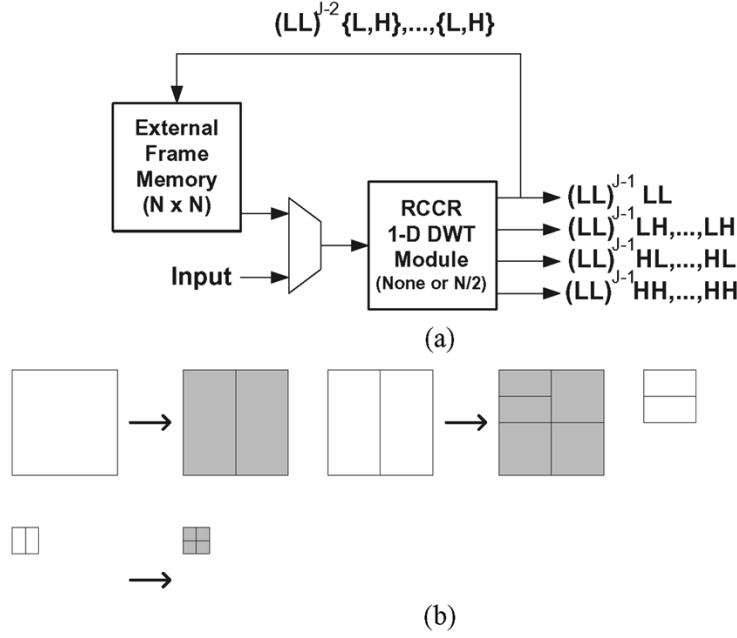 (LL)^J-2 {L,H},...,{L,H}
External
Frame
Memory
(N x N)
Input
RCCR
1-D DWT
Module
(None or N/2)
(LL)^J-1 LL
(LL)^J-1 LH,...,LH
(LL)^J-1 HL,...,HL
(LL)^J-1 HH,...,HH
(a)
(b)